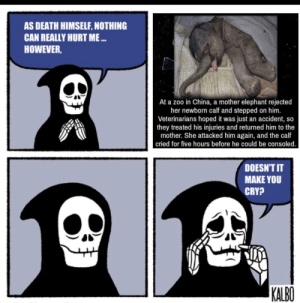 AS DEATH HIMSELF, NOTHING
CAN REALLY HURT ME ...
HOWEVER,
At a zoo in China, a mother elephant rejected
her newborn calf and stepped on him.
Veterinarians hoped it was just an accident, so
they treated his injuries and returned him to the
mother. She attacked him again, and the calf
cried for five hours before he could be consoled.
DOESN'T IT
MAKE YOU
CRY?
KALBO